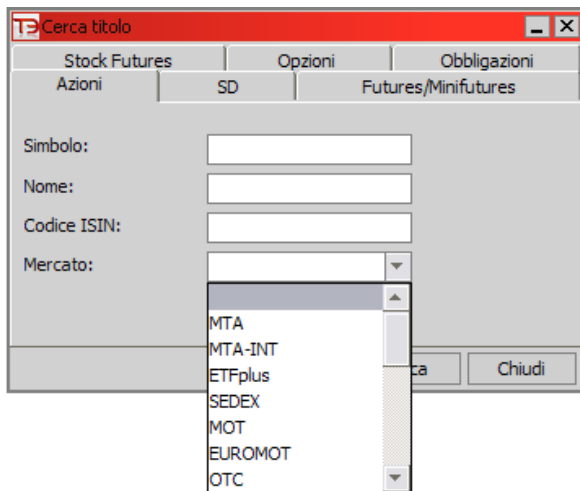 TE Cerca titolo
Stock Futures Opzioni Obbligazioni
Azioni SD Futures/Minifutures
Simbolo:
Nome:
Codice ISIN:
Mercato:
MTA
MTA-INT
ETFplus
SEDEX
MOT
EUROMOT
OTC
Chiudi